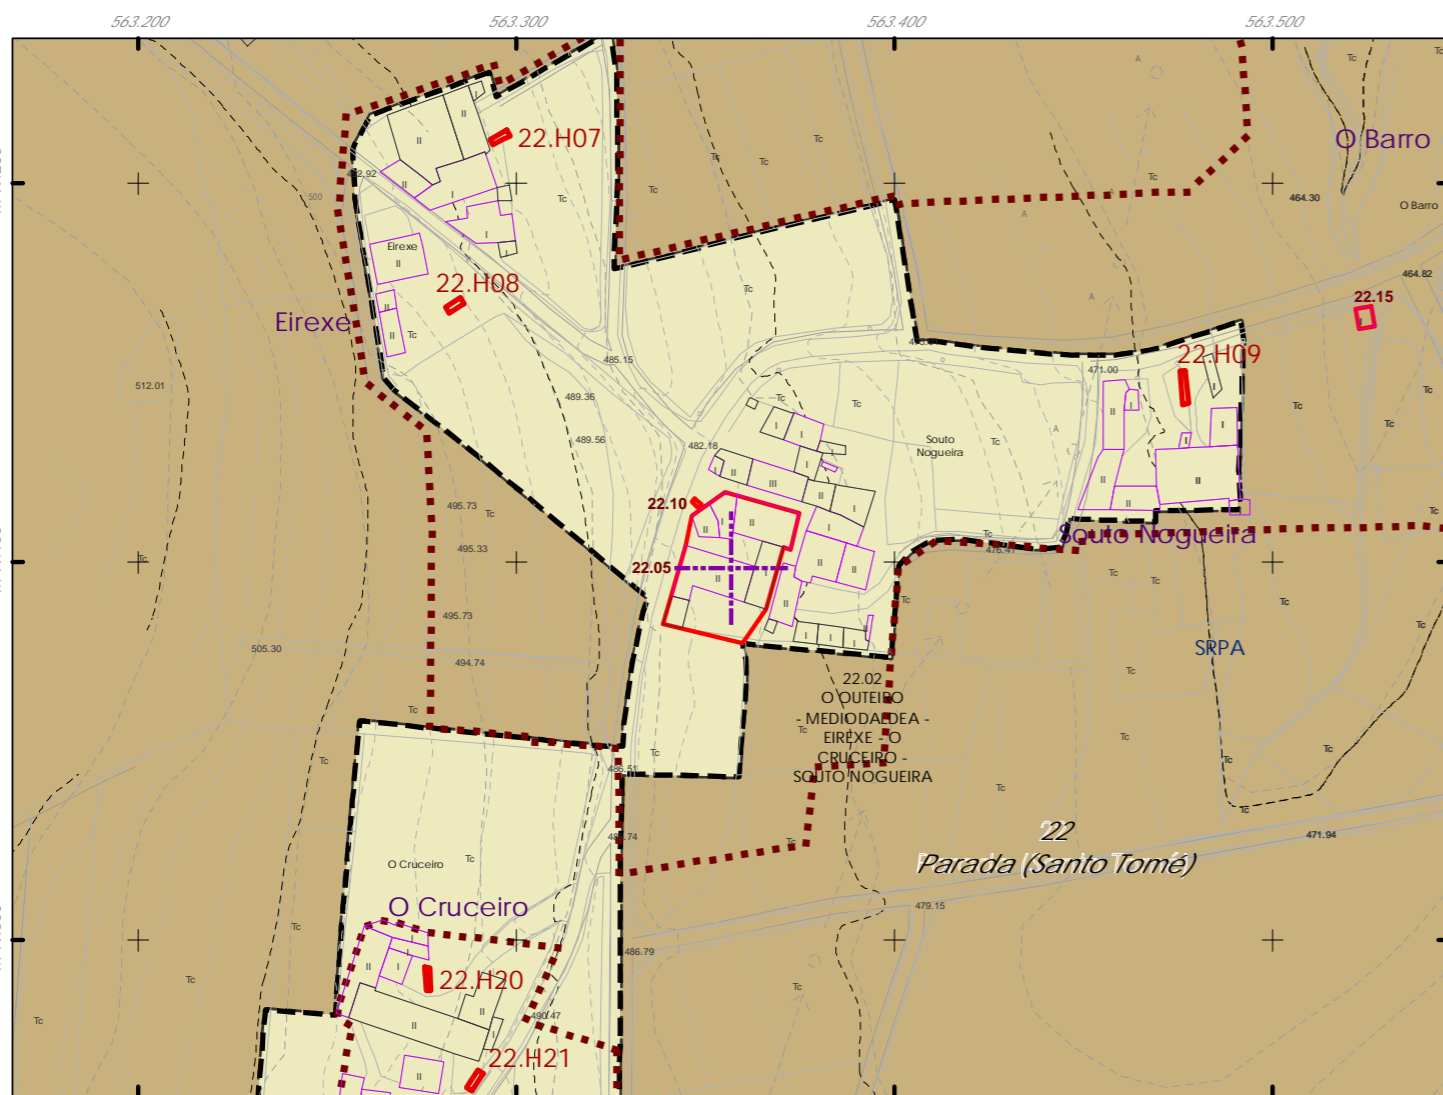 563.200
563.300
563.400
563.500
22.H07
O Barro
500
464.30
O Barro
Eirexe
22.H08
464.82
22.15
Eirexe
485.15
22.H09
471.00
512.01
489.36
489.56
482.18
Souto
Nogueira
22.10
495.73
495.33
Souto Nogueira
22.05
495.73
505.30
494.74
SRPA
22.02
O OUTEIRO
- MEDIODALDEA -
EIREXE - O
CRUCEIRO -
SOUTO NOGUEIRA
486.51
22
Parada (Santo Tomé)
471.94
O Cruceiro
O Cruceiro
479.15
486.79
22.H20
490.47
22.H21